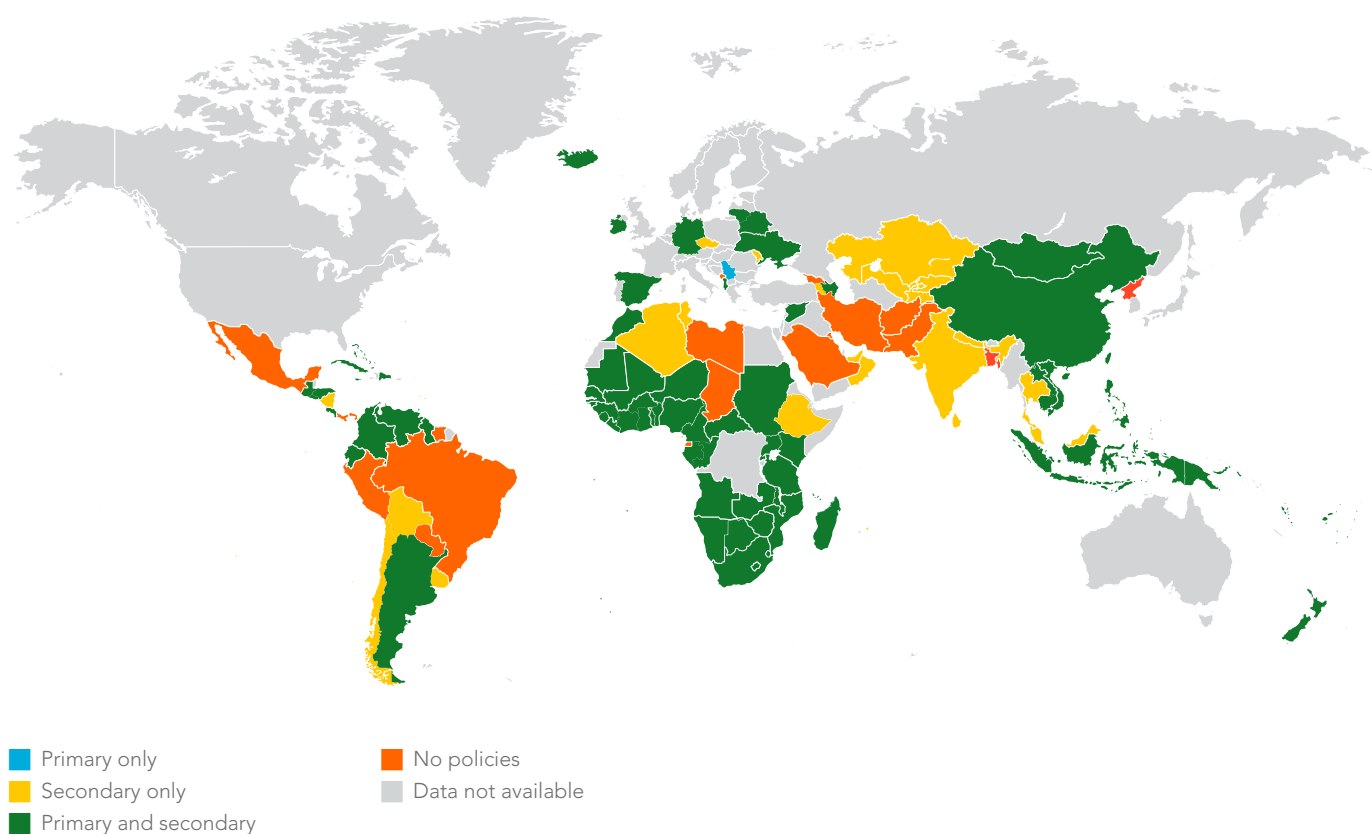 Primary only
Secondary only
Primary and secondary
No policies
Data not available